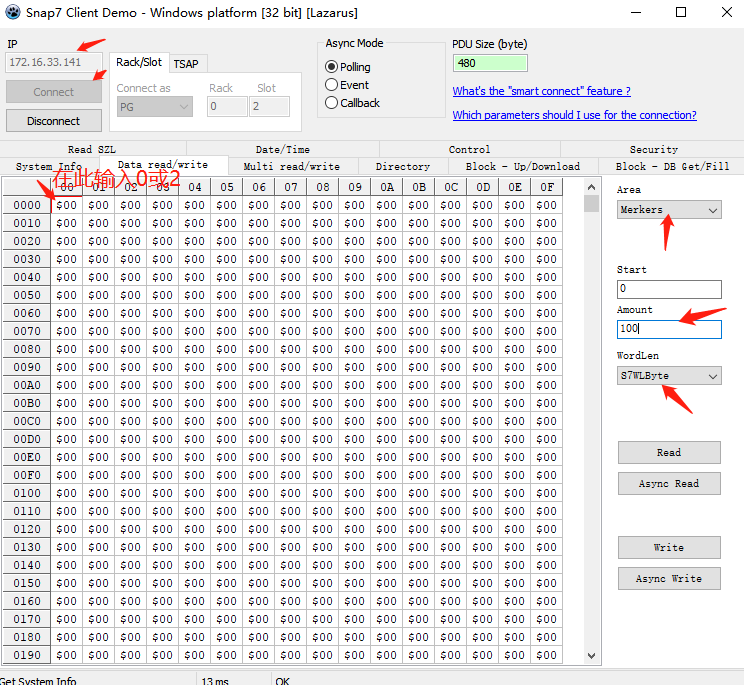 Snap7 Client Demo - Windows platform [32 bit] [Lazarus]
IP
172.16.33.141
Connect
Disconnect
Rack/Slot TSAP
Connect as Rack Slot
PG 0 2
Async Mode
Polling
Event
Callback
PDU Size (byte)
480
What's the "smart connect" feature ?
Which parameters should I use for the connection?
Read SZL Date/Time Control Security
System Info Data read/write Multi read/write Directory Block - Up/Download Block - DB Get/Fill
在此输入0或2
00 01 02 03 04 05 06 07 08 09 0A 0B 0C 0D 0E 0F
0000 $00 $00 $00 $00 $00 $00 $00 $00 $00 $00 $00 $00 $00 $00 $00 $00
0010 $00 $00 $00 $00 $00 $00 $00 $00 $00 $00 $00 $00 $00 $00 $00 $00
0020 $00 $00 $00 $00 $00 $00 $00 $00 $00 $00 $00 $00 $00 $00 $00 $00
0030 $00 $00 $00 $00 $00 $00 $00 $00 $00 $00 $00 $00 $00 $00 $00 $00
0040 $00 $00 $00 $00 $00 $00 $00 $00 $00 $00 $00 $00 $00 $00 $00 $00
0050 $00 $00 $00 $00 $00 $00 $00 $00 $00 $00 $00 $00 $00 $00 $00 $00
0060 $00 $00 $00 $00 $00 $00 $00 $00 $00 $00 $00 $00 $00 $00 $00 $00
0070 $00 $00 $00 $00 $00 $00 $00 $00 $00 $00 $00 $00 $00 $00 $00 $00
0080 $00 $00 $00 $00 $00 $00 $00 $00 $00 $00 $00 $00 $00 $00 $00 $00
0090 $00 $00 $00 $00 $00 $00 $00 $00 $00 $00 $00 $00 $00 $00 $00 $00
00A0 $00 $00 $00 $00 $00 $00 $00 $00 $00 $00 $00 $00 $00 $00 $00 $00
00B0 $00 $00 $00 $00 $00 $00 $00 $00 $00 $00 $00 $00 $00 $00 $00 $00
00C0 $00 $00 $00 $00 $00 $00 $00 $00 $00 $00 $00 $00 $00 $00 $00 $00
00D0 $00 $00 $00 $00 $00 $00 $00 $00 $00 $00 $00 $00 $00 $00 $00 $00
00E0 $00 $00 $00 $00 $00 $00 $00 $00 $00 $00 $00 $00 $00 $00 $00 $00
00F0 $00 $00 $00 $00 $00 $00 $00 $00 $00 $00 $00 $00 $00 $00 $00 $00
0100 $00 $00 $00 $00 $00 $00 $00 $00 $00 $00 $00 $00 $00 $00 $00 $00
0110 $00 $00 $00 $00 $00 $00 $00 $00 $00 $00 $00 $00 $00 $00 $00 $00
0120 $00 $00 $00 $00 $00 $00 $00 $00 $00 $00 $00 $00 $00 $00 $00 $00
0130 $00 $00 $00 $00 $00 $00 $00 $00 $00 $00 $00 $00 $00 $00 $00 $00
0140 $00 $00 $00 $00 $00 $00 $00 $00 $00 $00 $00 $00 $00 $00 $00 $00
0150 $00 $00 $00 $00 $00 $00 $00 $00 $00 $00 $00 $00 $00 $00 $00 $00
0160 $00 $00 $00 $00 $00 $00 $00 $00 $00 $00 $00 $00 $00 $00 $00 $00
0170 $00 $00 $00 $00 $00 $00 $00 $00 $00 $00 $00 $00 $00 $00 $00 $00
0180 $00 $00 $00 $00 $00 $00 $00 $00 $00 $00 $00 $00 $00 $00 $00 $00
0190 $00 $00 $00 $00 $00 $00 $00 $00 $00 $00 $00 $00 $00 $00 $00 $00
Area
Merkers
Start
0
Amount
100
WordLen
S7WLByte
Read
Async Read
Write
Async Write
Get System Info 13 ms OK